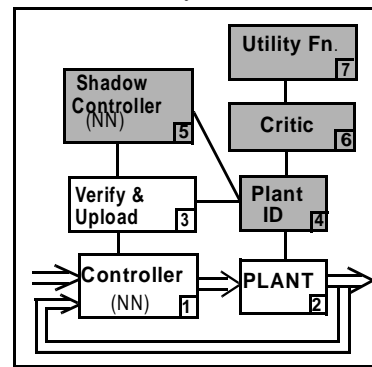 Utility Fn.
7
Shadow
Controller
(NN)
5
Critic
6
Verify &
Upload
3
Plant
ID
4
Controller
(NN)
1
PLANT
2